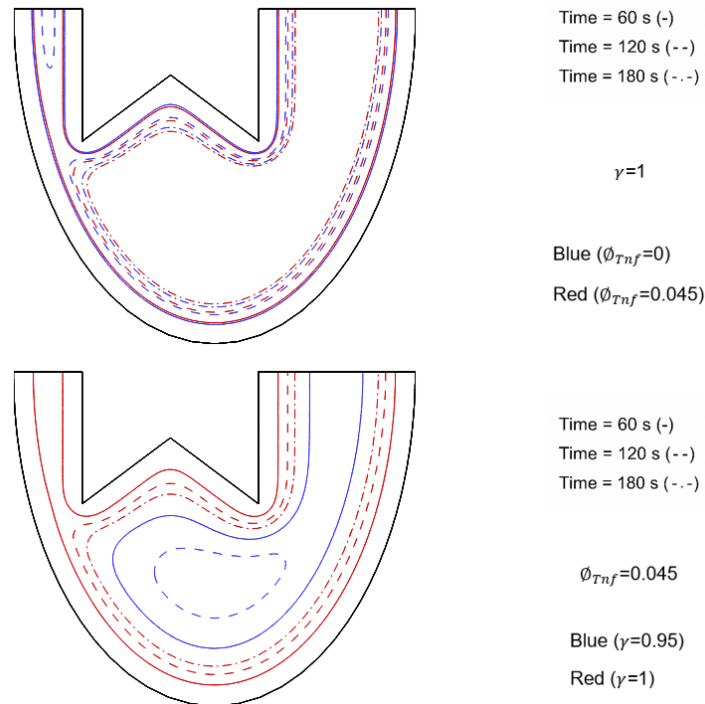 Time = 60 s (-)
Time = 120 s (- -)
Time = 180 s (-.-)
γ=1
Blue (∅Tnf=0)
Red (∅Tnf=0.045)
Time = 60 s (-)
Time = 120 s (- -)
Time = 180 s (-.-)
∅Tnf=0.045
Blue (γ=0.95)
Red (γ=1)